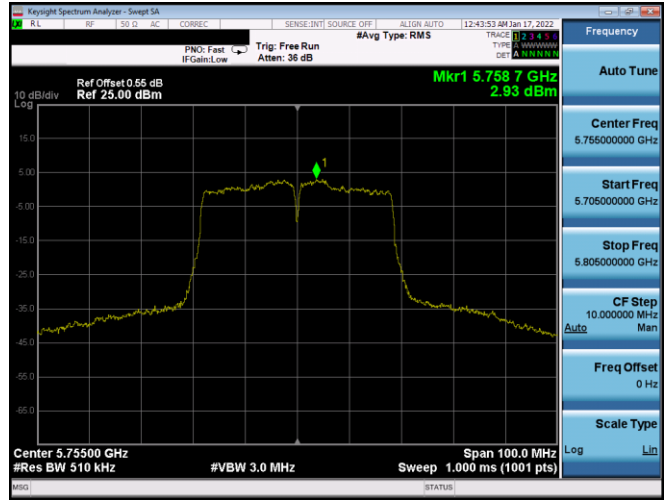 Keysight Spectrum Analyzer - Swept SA
RL RF 50 Ω AC CORREC SENSE:INT SOURCE OFF ALIGN AUTO 12:43:53 AM Jan 17, 2022
#Avg Type: RMS TRACE 1 2 3 4 5 6
PNO: Fast Trig: Free Run TYPE A WWWWW
IFGain:Low Atten: 36 dB DET A N N N N N
Frequency
Auto Tune
Mkr1 5.758 7 GHz
2.93 dBm
Ref Offset 0.55 dB
10 dB/div Ref 25.00 dBm
Log
15.0
5.00
-5.00
-15.0
-25.0
-35.0
-45.0
-55.0
-65.0
1
Center Freq
5.755000000 GHz
Start Freq
5.705000000 GHz
Stop Freq
5.805000000 GHz
CF Step
10.000000 MHz
Auto Man
Freq Offset
0 Hz
Scale Type
Log Lin
Center 5.75500 GHz Span 100.0 MHz
#Res BW 510 kHz #VBW 3.0 MHz Sweep 1.000 ms (1001 pts)
MSG STATUS